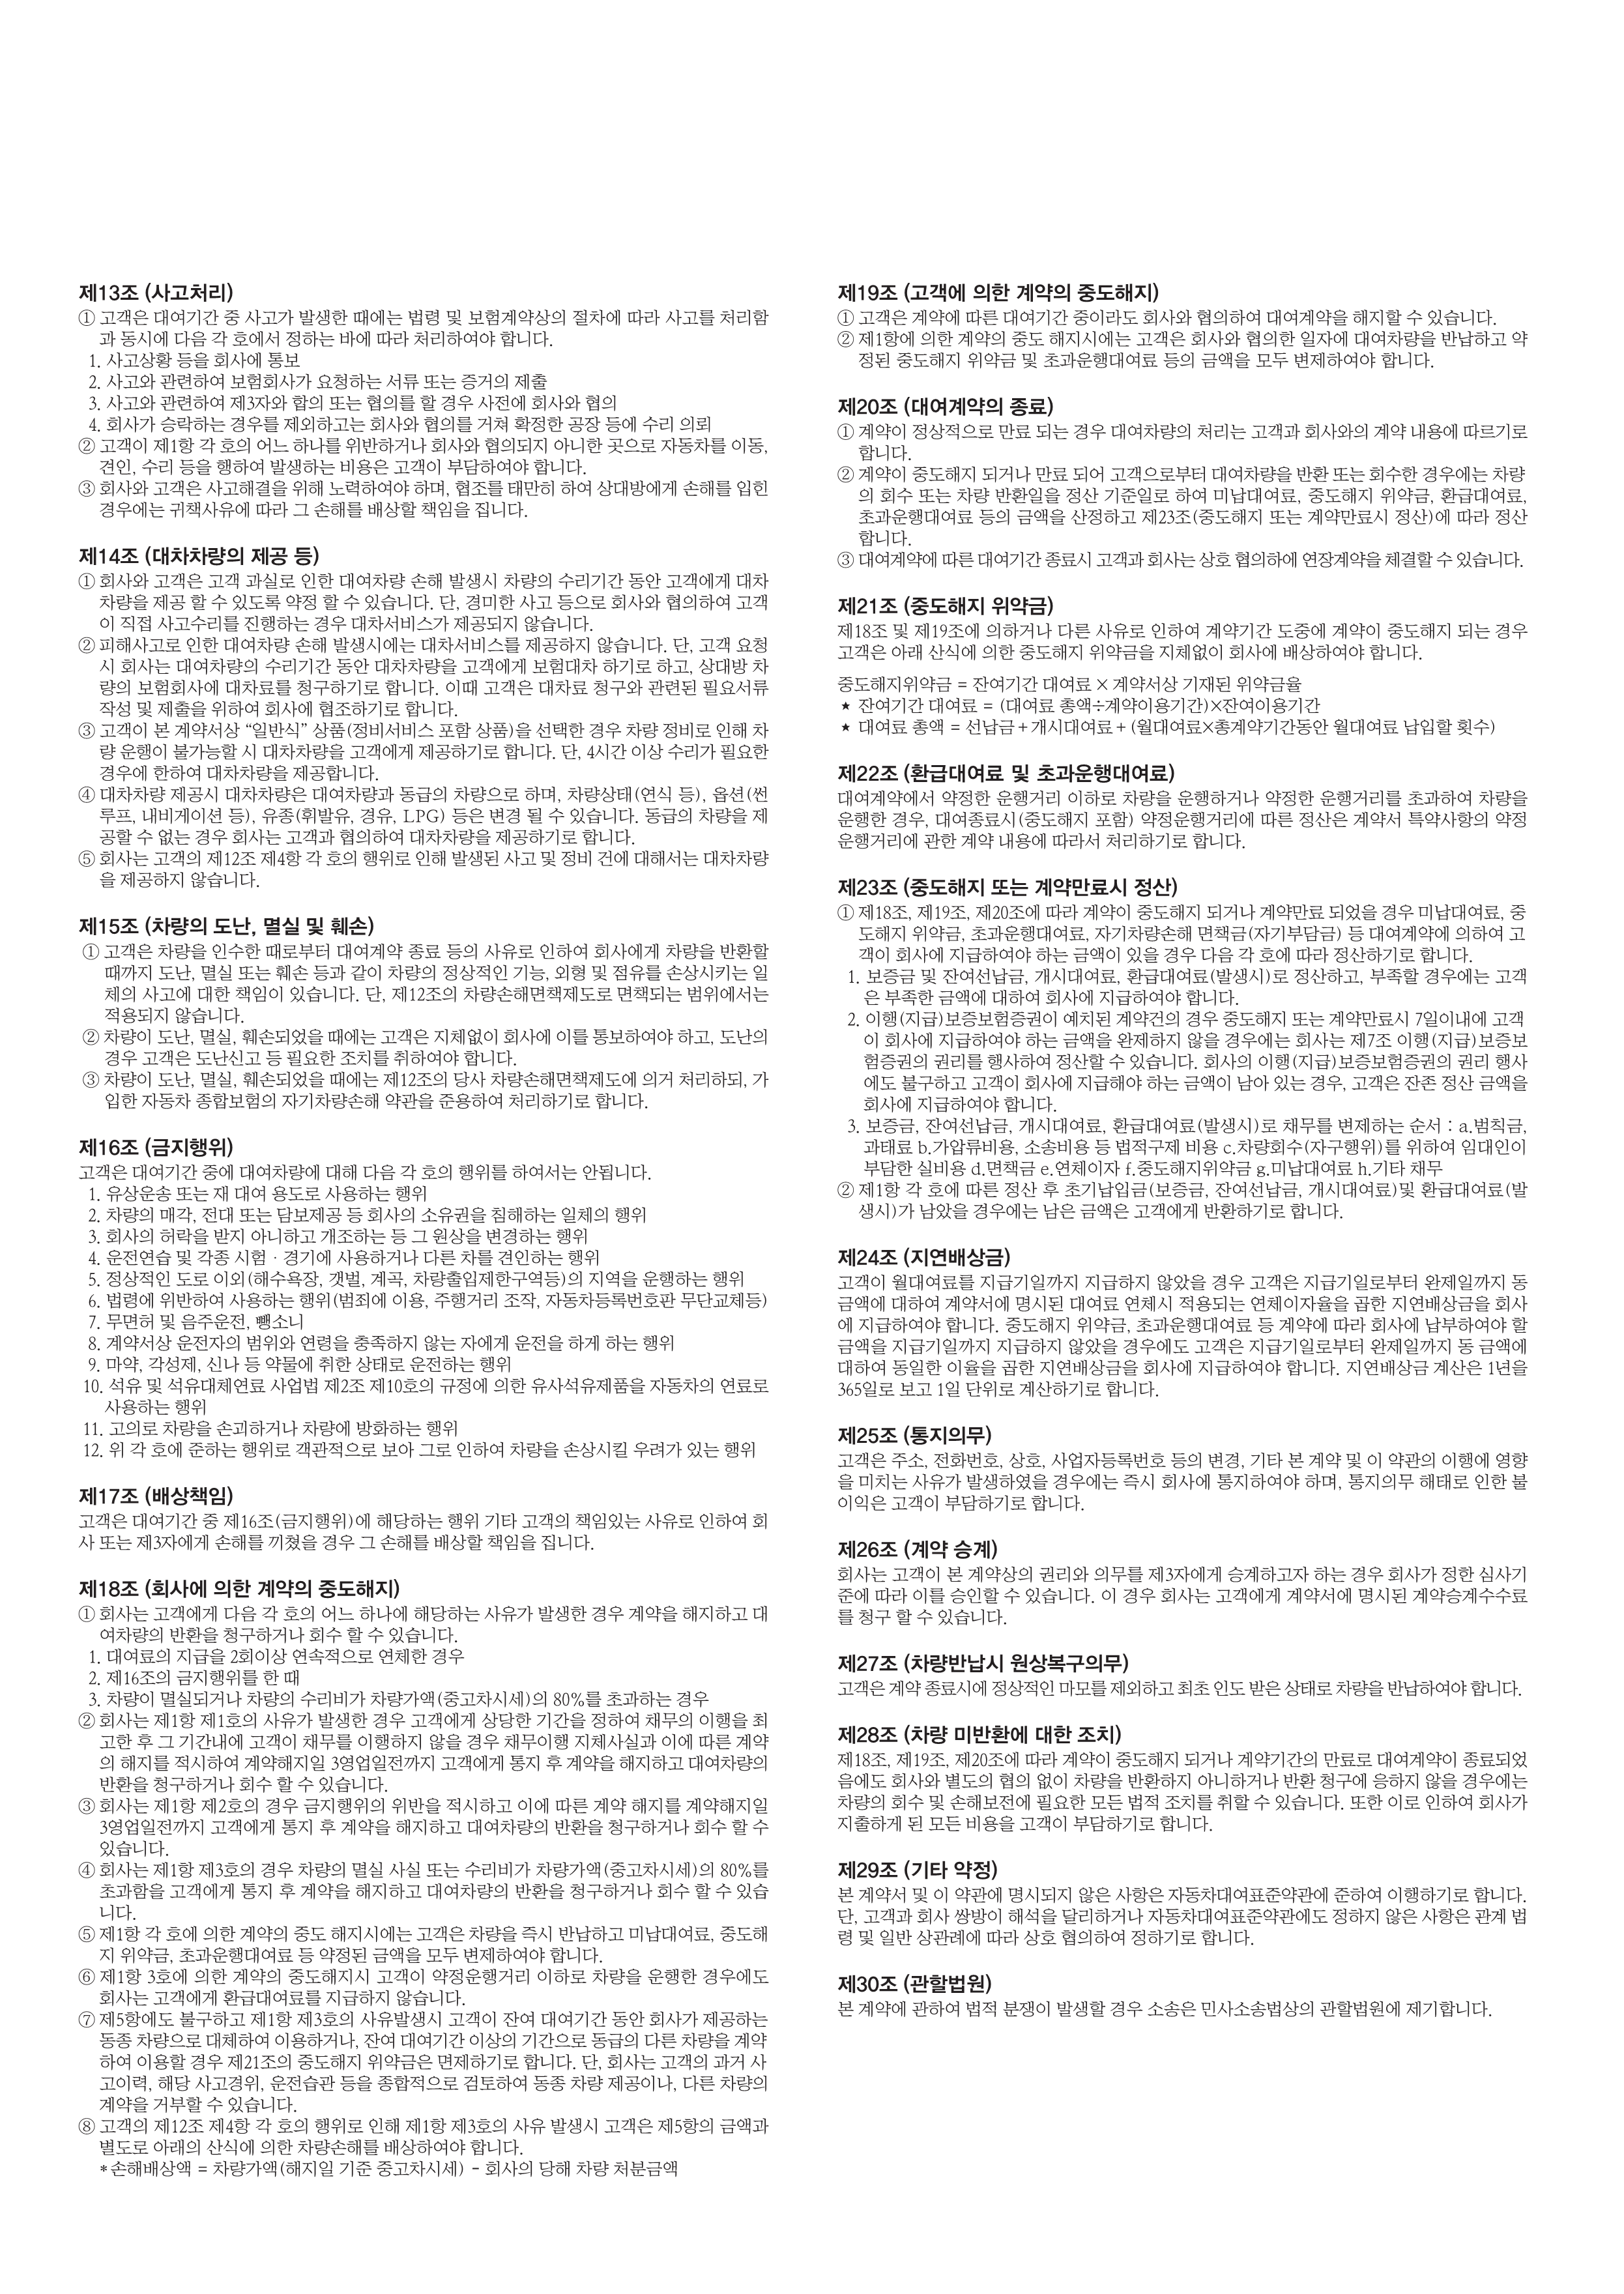 제13조 (사고처리)
① 고객은 대여기간 중 사고가 발생한 때에는 법령 및 보험계약상의 절차에 따라 사고를 처리함
과 동시에 다음 각 호에서 정하는 바에 따라 처리하여야 합니다.
1. 사고상황 등을 회사에 통보
2. 사고와 관련하여 보험회사가 요청하는 서류 또는 증거의 제출
3. 사고와 관련하여 제3자와 합의 또는 협의를 할 경우 사전에 회사와 협의
4. 회사가 승락하는 경우를 제외하고는 회사와 협의를 거쳐 확정한 공장 등에 수리 의뢰
② 고객이 제1항 각 호의 어느 하나를 위반하거나 회사와 협의되지 아니한 곳으로 자동차를 이동,
견인, 수리 등을 행하여 발생하는 비용은 고객이 부담하여야 합니다.
③ 회사와 고객은 사고해결을 위해 노력하여야 하며, 협조를 태만히 하여 상대방에게 손해를 입힌
경우에는 귀책사유에 따라 그 손해를 배상할 책임을 집니다.
제14조 (대차차량의 제공 등)
① 회사와 고객은 고객 과실로 인한 대여차량 손해 발생시 차량의 수리기간 동안 고객에게 대차
차량을 제공 할 수 있도록 약정 할 수 있습니다. 단, 경미한 사고 등으로 회사와 협의하여 고객
이 직접 사고수리를 진행하는 경우 대차서비스가 제공되지 않습니다.
② 피해사고로 인한 대여차량 손해 발생시에는 대차서비스를 제공하지 않습니다. 단, 고객 요청
시 회사는 대여차량의 수리기간 동안 대차차량을 고객에게 보험대차 하기로 하고, 상대방 차
량의 보험회사에 대차료를 청구하기로 합니다. 이때 고객은 대차료 청구와 관련된 필요서류
작성 및 제출을 위하여 회사에 협조하기로 합니다.
③ 고객이 본 계약서상 “일반식” 상품(정비서비스 포함 상품)을 선택한 경우 차량 정비로 인해 차
량 운행이 불가능할 시 대차차량을 고객에게 제공하기로 합니다. 단, 4시간 이상 수리가 필요한
경우에 한하여 대차차량을 제공합니다.
④ 대차차량 제공시 대차차량은 대여차량과 동급의 차량으로 하며, 차량상태(연식 등), 옵션(썬
루프, 내비게이션 등), 유종(휘발유, 경유, LPG) 등은 변경 될 수 있습니다. 동급의 차량을 제
공할 수 없는 경우 회사는 고객과 협의하여 대차차량을 제공하기로 합니다.
⑤ 회사는 고객의 제12조 제4항 각 호의 행위로 인해 발생된 사고 및 정비 건에 대해서는 대차차량
을 제공하지 않습니다.
제15조 (차량의 도난, 멸실 및 훼손)
① 고객은 차량을 인수한 때로부터 대여계약 종료 등의 사유로 인하여 회사에게 차량을 반환할
때까지 도난, 멸실 또는 훼손 등과 같이 차량의 정상적인 기능, 외형 및 점유를 손상시키는 일
체의 사고에 대한 책임이 있습니다. 단, 제12조의 차량손해면책제도로 면책되는 범위에서는
적용되지 않습니다.
② 차량이 도난, 멸실, 훼손되었을 때에는 고객은 지체없이 회사에 이를 통보하여야 하고, 도난의
경우 고객은 도난신고 등 필요한 조치를 취하여야 합니다.
③ 차량이 도난, 멸실, 훼손되었을 때에는 제12조의 당사 차량손해면책제도에 의거 처리하되, 가
입한 자동차 종합보험의 자기차량손해 약관을 준용하여 처리하기로 합니다.
제16조 (금지행위)
고객은 대여기간 중에 대여차량에 대해 다음 각 호의 행위를 하여서는 안됩니다.
1. 유상운송 또는 재 대여 용도로 사용하는 행위
2. 차량의 매각, 전대 또는 담보제공 등 회사의 소유권을 침해하는 일체의 행위
3. 회사의 허락을 받지 아니하고 개조하는 등 그 원상을 변경하는 행위
4. 운전연습 및 각종 시험 · 경기에 사용하거나 다른 차를 견인하는 행위
5. 정상적인 도로 이외(해수욕장, 갯벌, 계곡, 차량출입제한구역등)의 지역을 운행하는 행위
6. 법령에 위반하여 사용하는 행위(범죄에 이용, 주행거리 조작, 자동차등록번호판 무단교체등)
7. 무면허 및 음주운전, 뺑소니
8. 계약서상 운전자의 범위와 연령을 충족하지 않는 자에게 운전을 하게 하는 행위
9. 마약, 각성제, 신나 등 약물에 취한 상태로 운전하는 행위
10. 석유 및 석유대체연료 사업법 제2조 제10호의 규정에 의한 유사석유제품을 자동차의 연료로
사용하는 행위
11. 고의로 차량을 손괴하거나 차량에 방화하는 행위
12. 위 각 호에 준하는 행위로 객관적으로 보아 그로 인하여 차량을 손상시킬 우려가 있는 행위
제17조 (배상책임)
고객은 대여기간 중 제16조(금지행위)에 해당하는 행위 기타 고객의 책임있는 사유로 인하여 회
사 또는 제3자에게 손해를 끼쳤을 경우 그 손해를 배상할 책임을 집니다.
제18조 (회사에 의한 계약의 중도해지)
① 회사는 고객에게 다음 각 호의 어느 하나에 해당하는 사유가 발생한 경우 계약을 해지하고 대
여차량의 반환을 청구하거나 회수 할 수 있습니다.
1. 대여료의 지급을 2회이상 연속적으로 연체한 경우
2. 제16조의 금지행위를 한 때
3. 차량이 멸실되거나 차량의 수리비가 차량가액(중고차시세)의 80%를 초과하는 경우
② 회사는 제1항 제1호의 사유가 발생한 경우 고객에게 상당한 기간을 정하여 채무의 이행을 최
고한 후 그 기간내에 고객이 채무를 이행하지 않을 경우 채무이행 지체사실과 이에 따른 계약
의 해지를 적시하여 계약해지일 3영업일전까지 고객에게 통지 후 계약을 해지하고 대여차량의
반환을 청구하거나 회수 할 수 있습니다.
③ 회사는 제1항 제2호의 경우 금지행위의 위반을 적시하고 이에 따른 계약 해지를 계약해지일
3영업일전까지 고객에게 통지 후 계약을 해지하고 대여차량의 반환을 청구하거나 회수 할 수
있습니다.
④ 회사는 제1항 제3호의 경우 차량의 멸실 사실 또는 수리비가 차량가액(중고차시세)의 80%를
초과함을 고객에게 통지 후 계약을 해지하고 대여차량의 반환을 청구하거나 회수 할 수 있습
니다.
⑤ 제1항 각 호에 의한 계약의 중도 해지시에는 고객은 차량을 즉시 반납하고 미납대여료, 중도해
지 위약금, 초과운행대여료 등 약정된 금액을 모두 변제하여야 합니다.
⑥ 제1항 3호에 의한 계약의 중도해지시 고객이 약정운행거리 이하로 차량을 운행한 경우에도
회사는 고객에게 환급대여료를 지급하지 않습니다.
⑦ 제5항에도 불구하고 제1항 제3호의 사유발생시 고객이 잔여 대여기간 동안 회사가 제공하는
동종 차량으로 대체하여 이용하거나, 잔여 대여기간 이상의 기간으로 동급의 다른 차량을 계약
하여 이용할 경우 제21조의 중도해지 위약금은 면제하기로 합니다. 단, 회사는 고객의 과거 사
고이력, 해당 사고경위, 운전습관 등을 종합적으로 검토하여 동종 차량 제공이나, 다른 차량의
계약을 거부할 수 있습니다.
⑧ 고객의 제12조 제4항 각 호의 행위로 인해 제1항 제3호의 사유 발생시 고객은 제5항의 금액과
별도로 아래의 산식에 의한 차량손해를 배상하여야 합니다.
*손해배상액 = 차량가액(해지일 기준 중고차시세) - 회사의 당해 차량 처분금액
제19조 (고객에 의한 계약의 중도해지)
① 고객은 계약에 따른 대여기간 중이라도 회사와 협의하여 대여계약을 해지할 수 있습니다.
② 제1항에 의한 계약의 중도 해지시에는 고객은 회사와 협의한 일자에 대여차량을 반납하고 약
정된 중도해지 위약금 및 초과운행대여료 등의 금액을 모두 변제하여야 합니다.
제20조 (대여계약의 종료)
① 계약이 정상적으로 만료 되는 경우 대여차량의 처리는 고객과 회사와의 계약 내용에 따르기로
합니다.
② 계약이 중도해지 되거나 만료 되어 고객으로부터 대여차량을 반환 또는 회수한 경우에는 차량
의 회수 또는 차량 반환일을 정산 기준일로 하여 미납대여료, 중도해지 위약금, 환급대여료,
초과운행대여료 등의 금액을 산정하고 제23조(중도해지 또는 계약만료시 정산)에 따라 정산
합니다.
③ 대여계약에 따른 대여기간 종료시 고객과 회사는 상호 협의하에 연장계약을 체결할 수 있습니다.
제21조 (중도해지 위약금)
제18조 및 제19조에 의하거나 다른 사유로 인하여 계약기간 도중에 계약이 중도해지 되는 경우
고객은 아래 산식에 의한 중도해지 위약금을 지체없이 회사에 배상하여야 합니다.
중도해지위약금 = 잔여기간 대여료 × 계약서상 기재된 위약금율
★ 잔여기간 대여료 = (대여료 총액÷계약이용기간)×잔여이용기간
★ 대여료 총액 = 선납금+개시대여료+(월대여료×총계약기간동안 월대여료 납입할 횟수)
제22조 (환급대여료 및 초과운행대여료)
대여계약에서 약정한 운행거리 이하로 차량을 운행하거나 약정한 운행거리를 초과하여 차량을
운행한 경우, 대여종료시(중도해지 포함) 약정운행거리에 따른 정산은 계약서 특약사항의 약정
운행거리에 관한 계약 내용에 따라서 처리하기로 합니다.
제23조 (중도해지 또는 계약만료시 정산)
① 제18조, 제19조, 제20조에 따라 계약이 중도해지 되거나 계약만료 되었을 경우 미납대여료, 중
도해지 위약금, 초과운행대여료, 자기차량손해 면책금(자기부담금) 등 대여계약에 의하여 고
객이 회사에 지급하여야 하는 금액이 있을 경우 다음 각 호에 따라 정산하기로 합니다.
1. 보증금 및 잔여선납금, 개시대여료, 환급대여료(발생시)로 정산하고, 부족할 경우에는 고객
은 부족한 금액에 대하여 회사에 지급하여야 합니다.
2. 이행(지급)보증보험증권이 예치된 계약건의 경우 중도해지 또는 계약만료시 7일이내에 고객
이 회사에 지급하여야 하는 금액을 완제하지 않을 경우에는 회사는 제7조 이행(지급)보증보
험증권의 권리를 행사하여 정산할 수 있습니다. 회사의 이행(지급)보증보험증권의 권리 행사
에도 불구하고 고객이 회사에 지급해야 하는 금액이 남아 있는 경우, 고객은 잔존 정산 금액을
회사에 지급하여야 합니다.
3. 보증금, 잔여선납금, 개시대여료, 환급대여료(발생시)로 채무를 변제하는 순서 : a.범칙금,
과태료 b.가압류비용, 소송비용 등 법적구제 비용 c.차량회수(자구행위)를 위하여 임대인이
부담한 실비용 d.면책금 e.연체이자 f.중도해지위약금 g.미납대여료 h.기타 채무
② 제1항 각 호에 따른 정산 후 초기납입금(보증금, 잔여선납금, 개시대여료)및 환급대여료(발
생시)가 남았을 경우에는 남은 금액은 고객에게 반환하기로 합니다.
제24조 (지연배상금)
고객이 월대여료를 지급기일까지 지급하지 않았을 경우 고객은 지급기일로부터 완제일까지 동
금액에 대하여 계약서에 명시된 대여료 연체시 적용되는 연체이자율을 곱한 지연배상금을 회사
에 지급하여야 합니다. 중도해지 위약금, 초과운행대여료 등 계약에 따라 회사에 납부하여야 할
금액을 지급기일까지 지급하지 않았을 경우에도 고객은 지급기일로부터 완제일까지 동 금액에
대하여 동일한 이율을 곱한 지연배상금을 회사에 지급하여야 합니다. 지연배상금 계산은 1년을
365일로 보고 1일 단위로 계산하기로 합니다.
제25조 (통지의무)
고객은 주소, 전화번호, 상호, 사업자등록번호 등의 변경, 기타 본 계약 및 이 약관의 이행에 영향
을 미치는 사유가 발생하였을 경우에는 즉시 회사에 통지하여야 하며, 통지의무 해태로 인한 불
이익은 고객이 부담하기로 합니다.
제26조 (계약 승계)
회사는 고객이 본 계약상의 권리와 의무를 제3자에게 승계하고자 하는 경우 회사가 정한 심사기
준에 따라 이를 승인할 수 있습니다. 이 경우 회사는 고객에게 계약서에 명시된 계약승계수수료
를 청구 할 수 있습니다.
제27조 (차량반납시 원상복구의무)
고객은 계약 종료시에 정상적인 마모를 제외하고 최초 인도 받은 상태로 차량을 반납하여야 합니다.
제28조 (차량 미반환에 대한 조치)
제18조, 제19조, 제20조에 따라 계약이 중도해지 되거나 계약기간의 만료로 대여계약이 종료되었
음에도 회사와 별도의 협의 없이 차량을 반환하지 아니하거나 반환 청구에 응하지 않을 경우에는
차량의 회수 및 손해보전에 필요한 모든 법적 조치를 취할 수 있습니다. 또한 이로 인하여 회사가
지출하게 된 모든 비용을 고객이 부담하기로 합니다.
제29조 (기타 약정)
본 계약서 및 이 약관에 명시되지 않은 사항은 자동차대여표준약관에 준하여 이행하기로 합니다.
단, 고객과 회사 쌍방이 해석을 달리하거나 자동차대여표준약관에도 정하지 않은 사항은 관계 법
령 및 일반 상관례에 따라 상호 협의하여 정하기로 합니다.
제30조 (관할법원)
본 계약에 관하여 법적 분쟁이 발생할 경우 소송은 민사소송법상의 관할법원에 제기합니다.